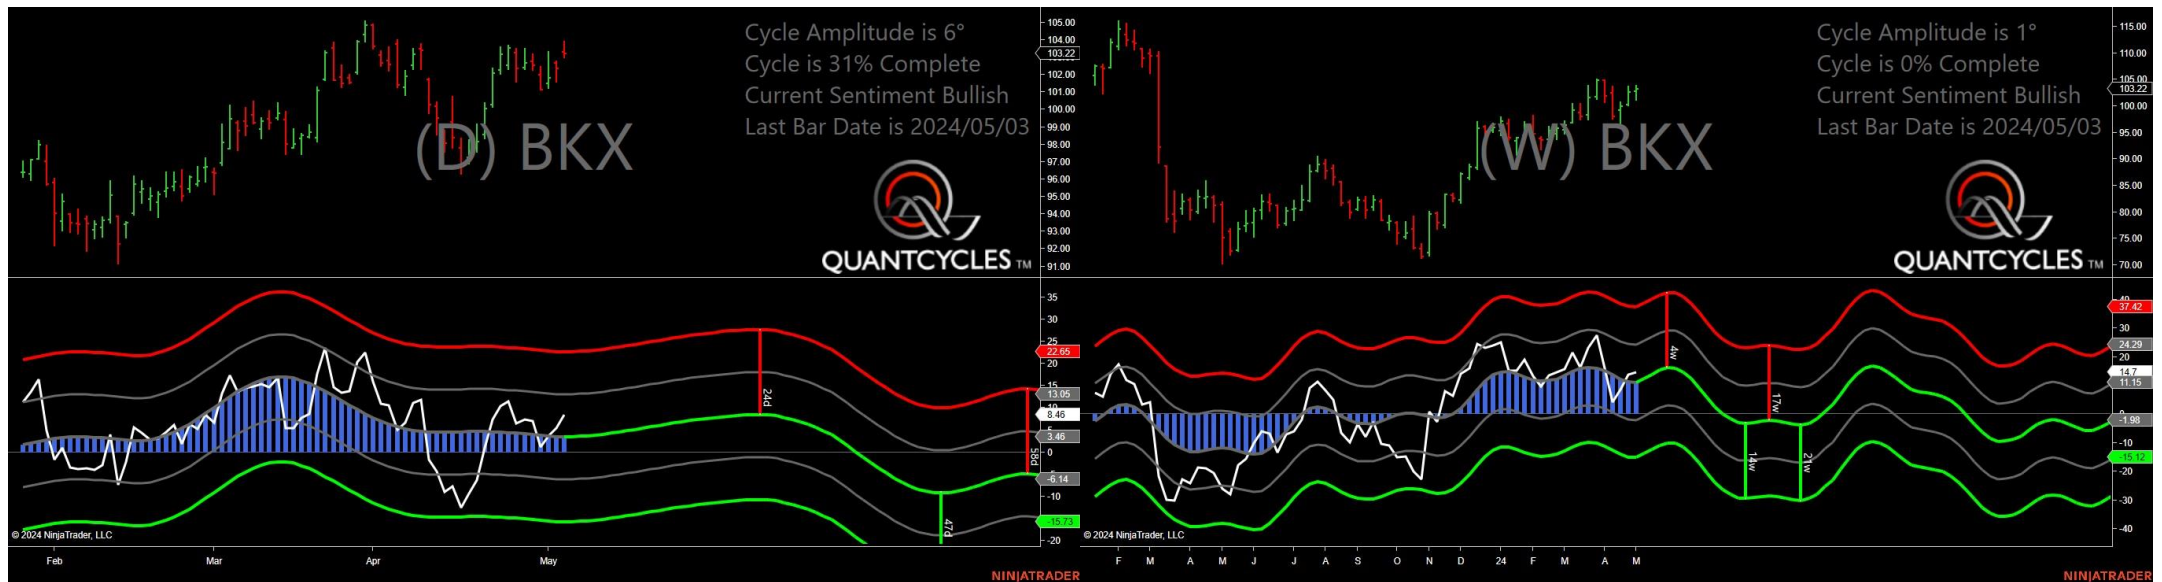 Cycle Amplitude is 6°
Cycle is 31% Complete
Current Sentiment Bullish
Last Bar Date is 2024/05/03
(D) BKX
QUANTCYCLES TM
105.00
104.00
103.22
102.00
101.00
100.00
99.00
98.00
97.00
96.00
95.00
94.00
93.00
92.00
91.00
35
30
25
22.65
20
15
13.05
10
8.46
5
3.46
0
-6.14
-10
-15.73
-20
24d
58d
47d
© 2024 NinjaTrader, LLC
Feb
Mar
Apr
May
NINJATRADER
Cycle Amplitude is 1°
Cycle is 0% Complete
Current Sentiment Bullish
Last Bar Date is 2024/05/03
(W) BKX
QUANTCYCLES TM
115.00
110.00
105.00
103.22
100.00
95.00
90.00
85.00
80.00
75.00
70.00
40
37.42
30
24.29
20
14.7
11.15
0
-1.98
-10
-15.12
-20
-30
-40
4w
17w
14w
21w
© 2024 NinjaTrader, LLC
F M A M J J A S O N D 24 F M A M
NINJATRADER